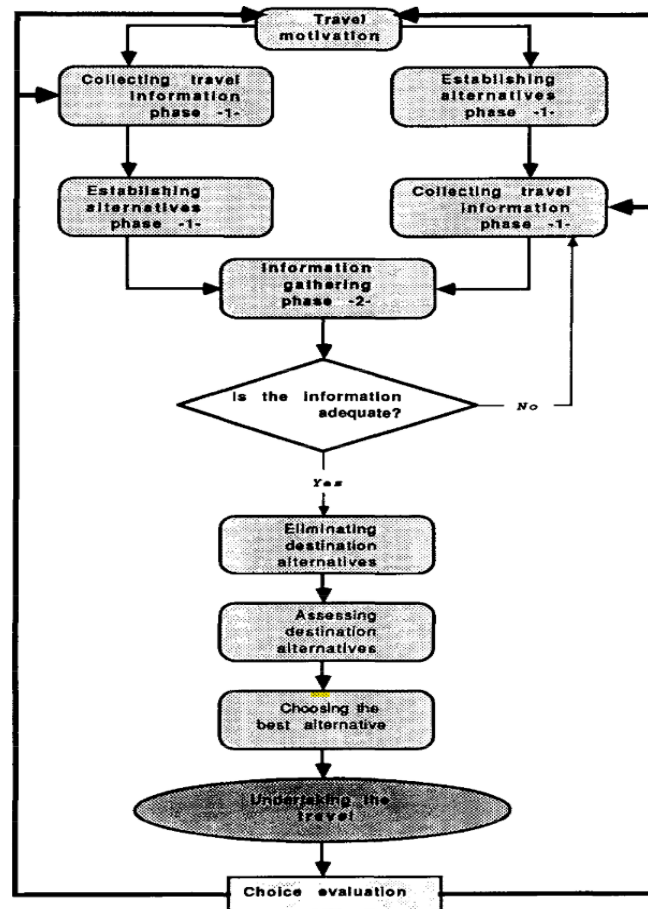 Travel
motivation
Collecting travel
information
phase -1-
Establishing
alternatives
phase -1-
Establishing
alternatives
phase -1-
Collecting travel
information
phase -1-
Information
gathering
phase -2-
Is the information
adequate?
No
Yes
Eliminating
destination
alternatives
Assessing
destination
alternatives
Choosing the
best alternative
Undertaking the
travel
Choice evaluation